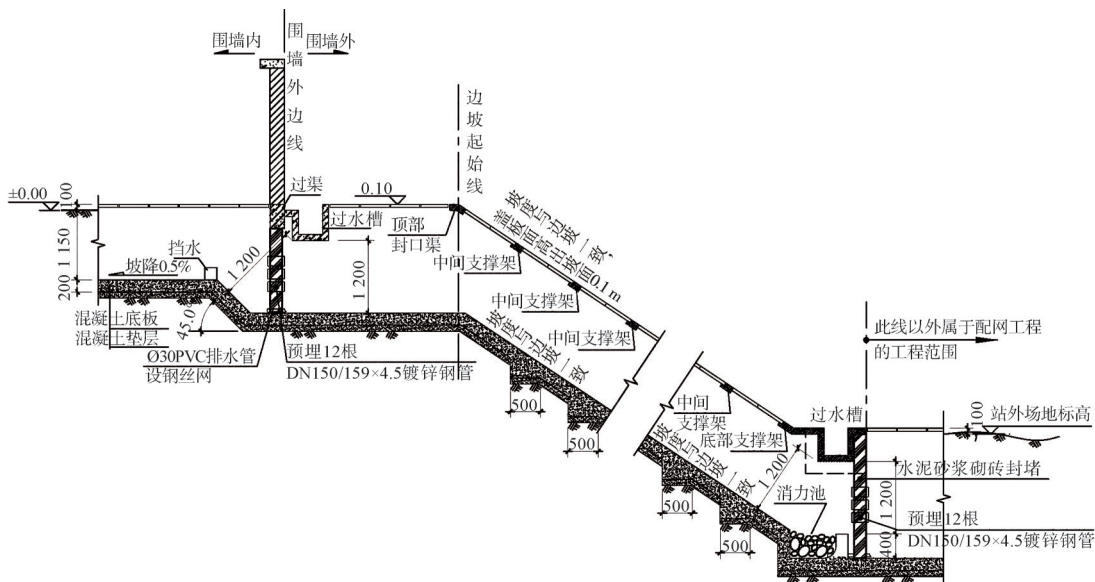 围墙内
围墙外
围墙外边线
边坡起始线
±0.00
100
过渠
0.10
过水槽
顶部
封口渠
坡度与边坡一致，
盖板面高出坡面0.1 m
1 150
挡水
坡降0.5%
200
1 200
1 200
45.0°
中间支撑架
中间支撑架
中间支撑架
混凝土底板
混凝土垫层
Ø30PVC排水管
设钢丝网
预埋12根
DN150/159×4.5镀锌钢管
坡度与边坡一致
500
500
此线以外属于配网工程
的工程范围
中间
支撑架
底部支撑架
过水槽
100
站外场地标高
坡度与边坡一致
1 200
水泥砂浆砌砖封堵
消力池
1 200
预埋12根
DN150/159×4.5镀锌钢管
400
500
500